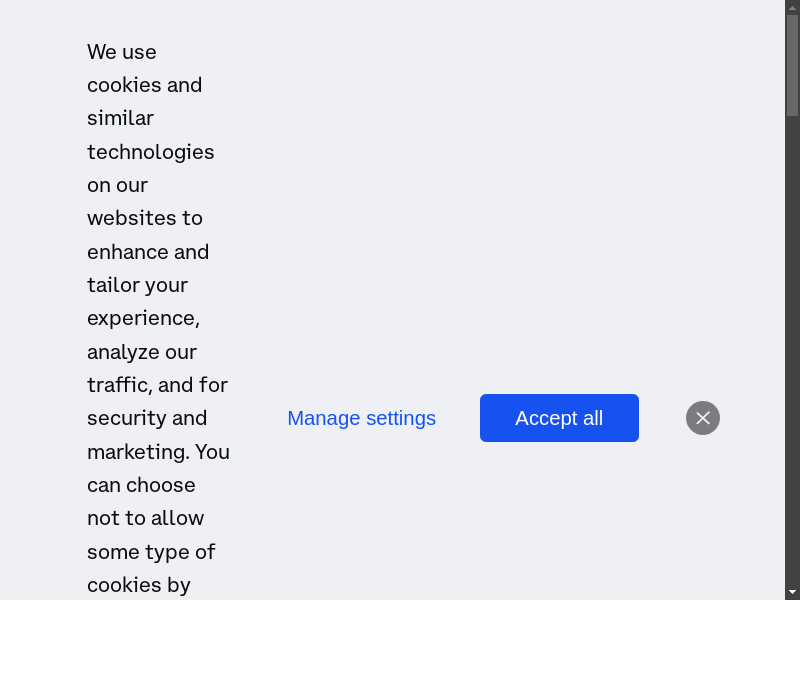 We use
cookies and
similar
technologies
on our
websites to
enhance and
tailor your
experience,
analyze our
traffic, and for
security and
marketing. You
can choose
not to allow
some type of
cookies by
Manage settings
Accept all